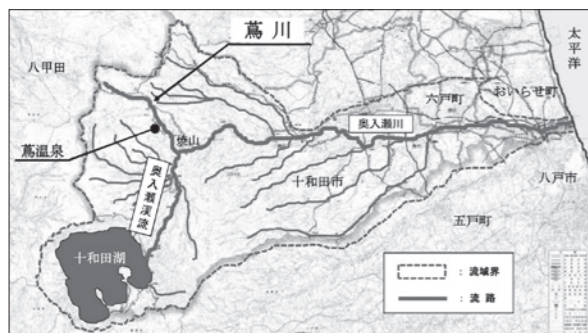 蔦川
太平洋
八甲田
六戸町
おいらせ町
焼山
奥入瀬川
蔦温泉
奥入瀬渓流
十和田市
八戸市
五戸町
十和田湖
：流域界
：流路